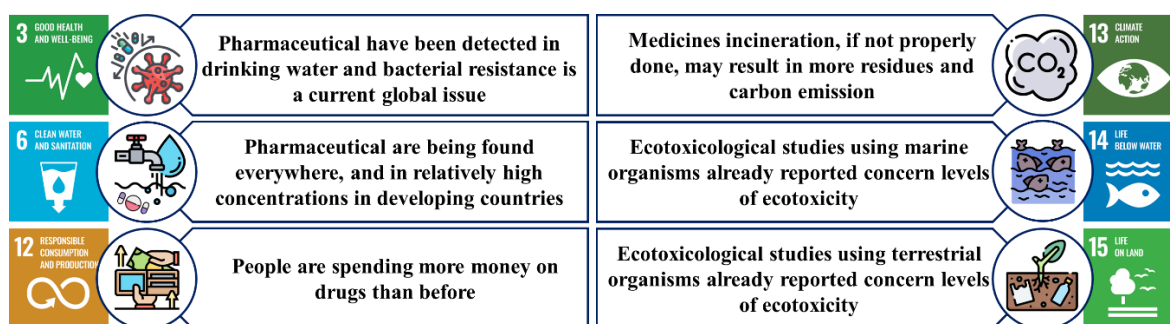 3 GOOD HEALTH
AND WELL-BEING
Pharmaceutical have been detected in
drinking water and bacterial resistance is
a current global issue
Medicines incineration, if not properly
done, may result in more residues and
carbon emission
CO2
13 CLIMATE
ACTION
6 CLEAN WATER
AND SANITATION
Pharmaceutical are being found
everywhere, and in relatively high
concentrations in developing countries
Ecotoxicological studies using marine
organisms already reported concern levels
of ecotoxicity
14 LIFE
BELOW WATER
12 RESPONSIBLE
CONSUMPTION
AND PRODUCTION
People are spending more money on
drugs than before
Ecotoxicological studies using terrestrial
organisms already reported concern levels
of ecotoxicity
15 LIFE
ON LAND